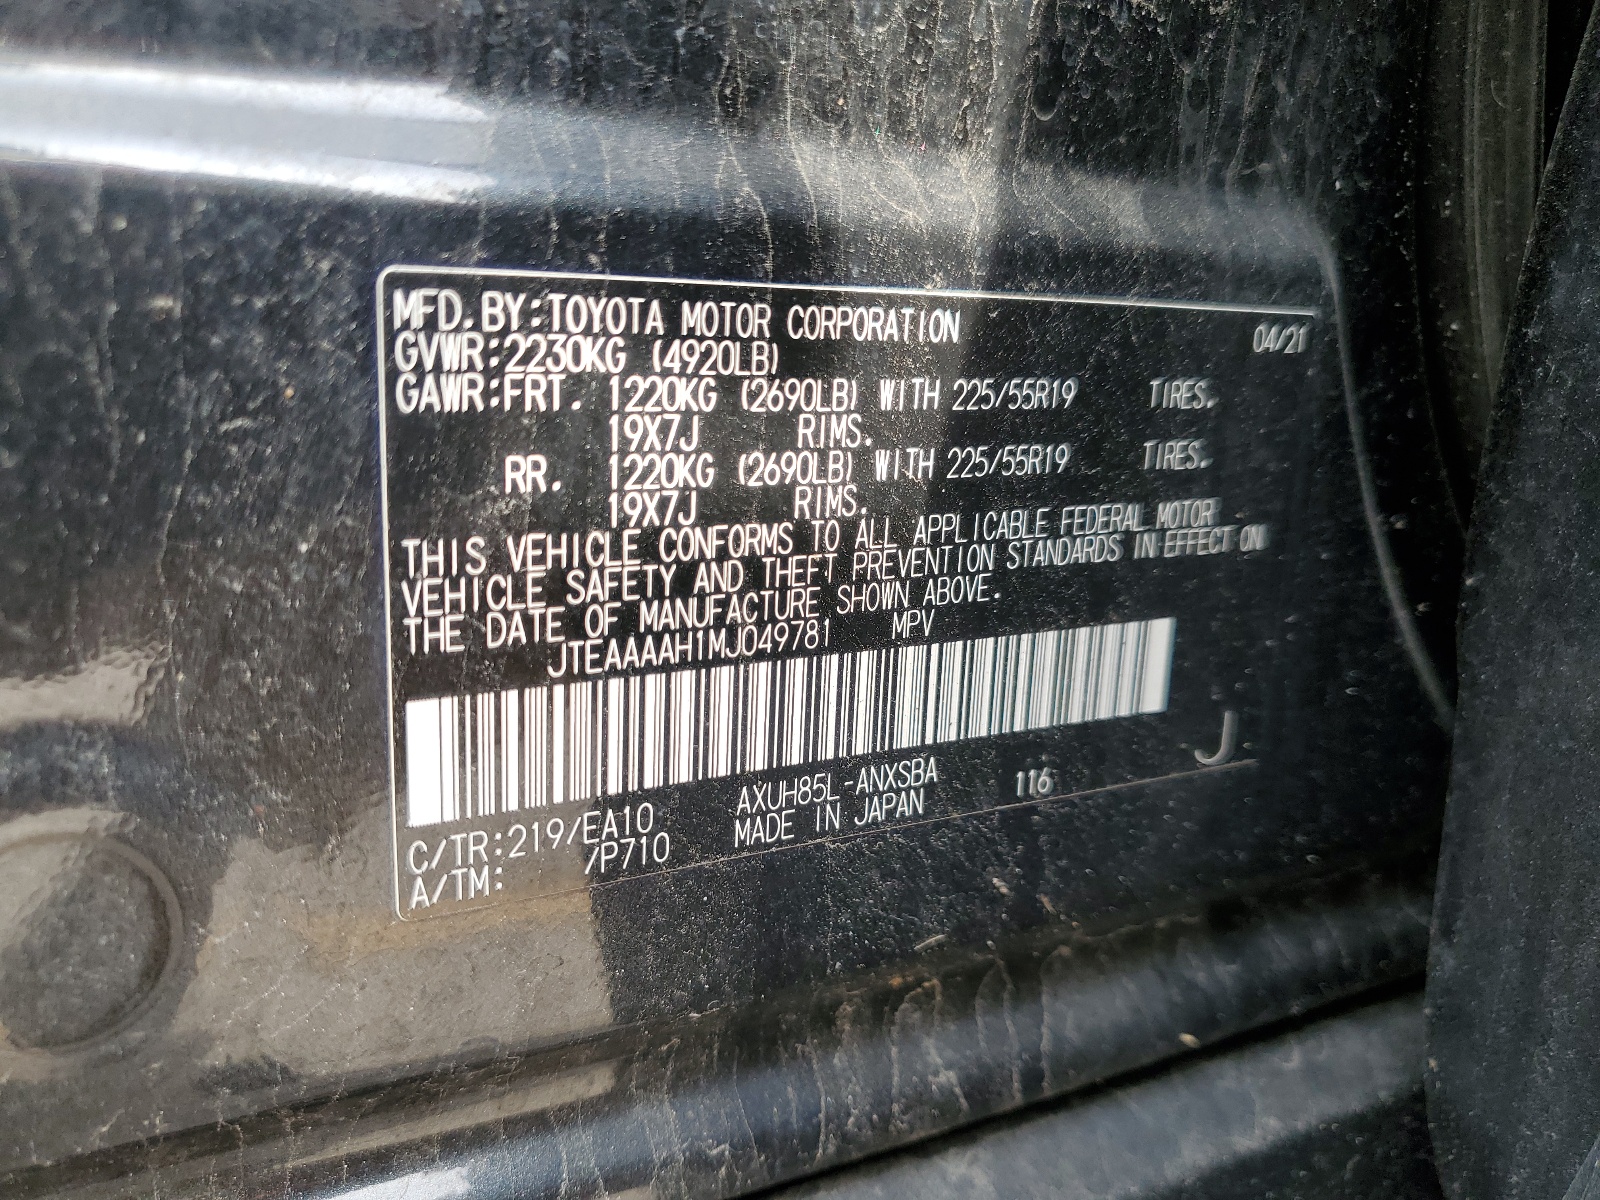 MFD.BY:TOYOTA MOTOR CORPORATION 04/21
GVWR:2230KG (4920LB)
GAWR:FRT. 1220KG (2690LB) WITH 225/55R19 TIRES.
19X7J RIMS.
RR. 1220KG (2690LB) WITH 225/55R19 TIRES.
19X7J RIMS.
THIS VEHICLE CONFORMS TO ALL APPLICABLE FEDERAL MOTOR
VEHICLE SAFETY AND THEFT PREVENTION STANDARDS IN EFFECT ON
THE DATE OF MANUFACTURE SHOWN ABOVE.
JTEAAAAH1MJ049781 MPV
J
C/TR:219/EA10 AXUH85L-ANXSBA 116
A/TM: /P710 MADE IN JAPAN